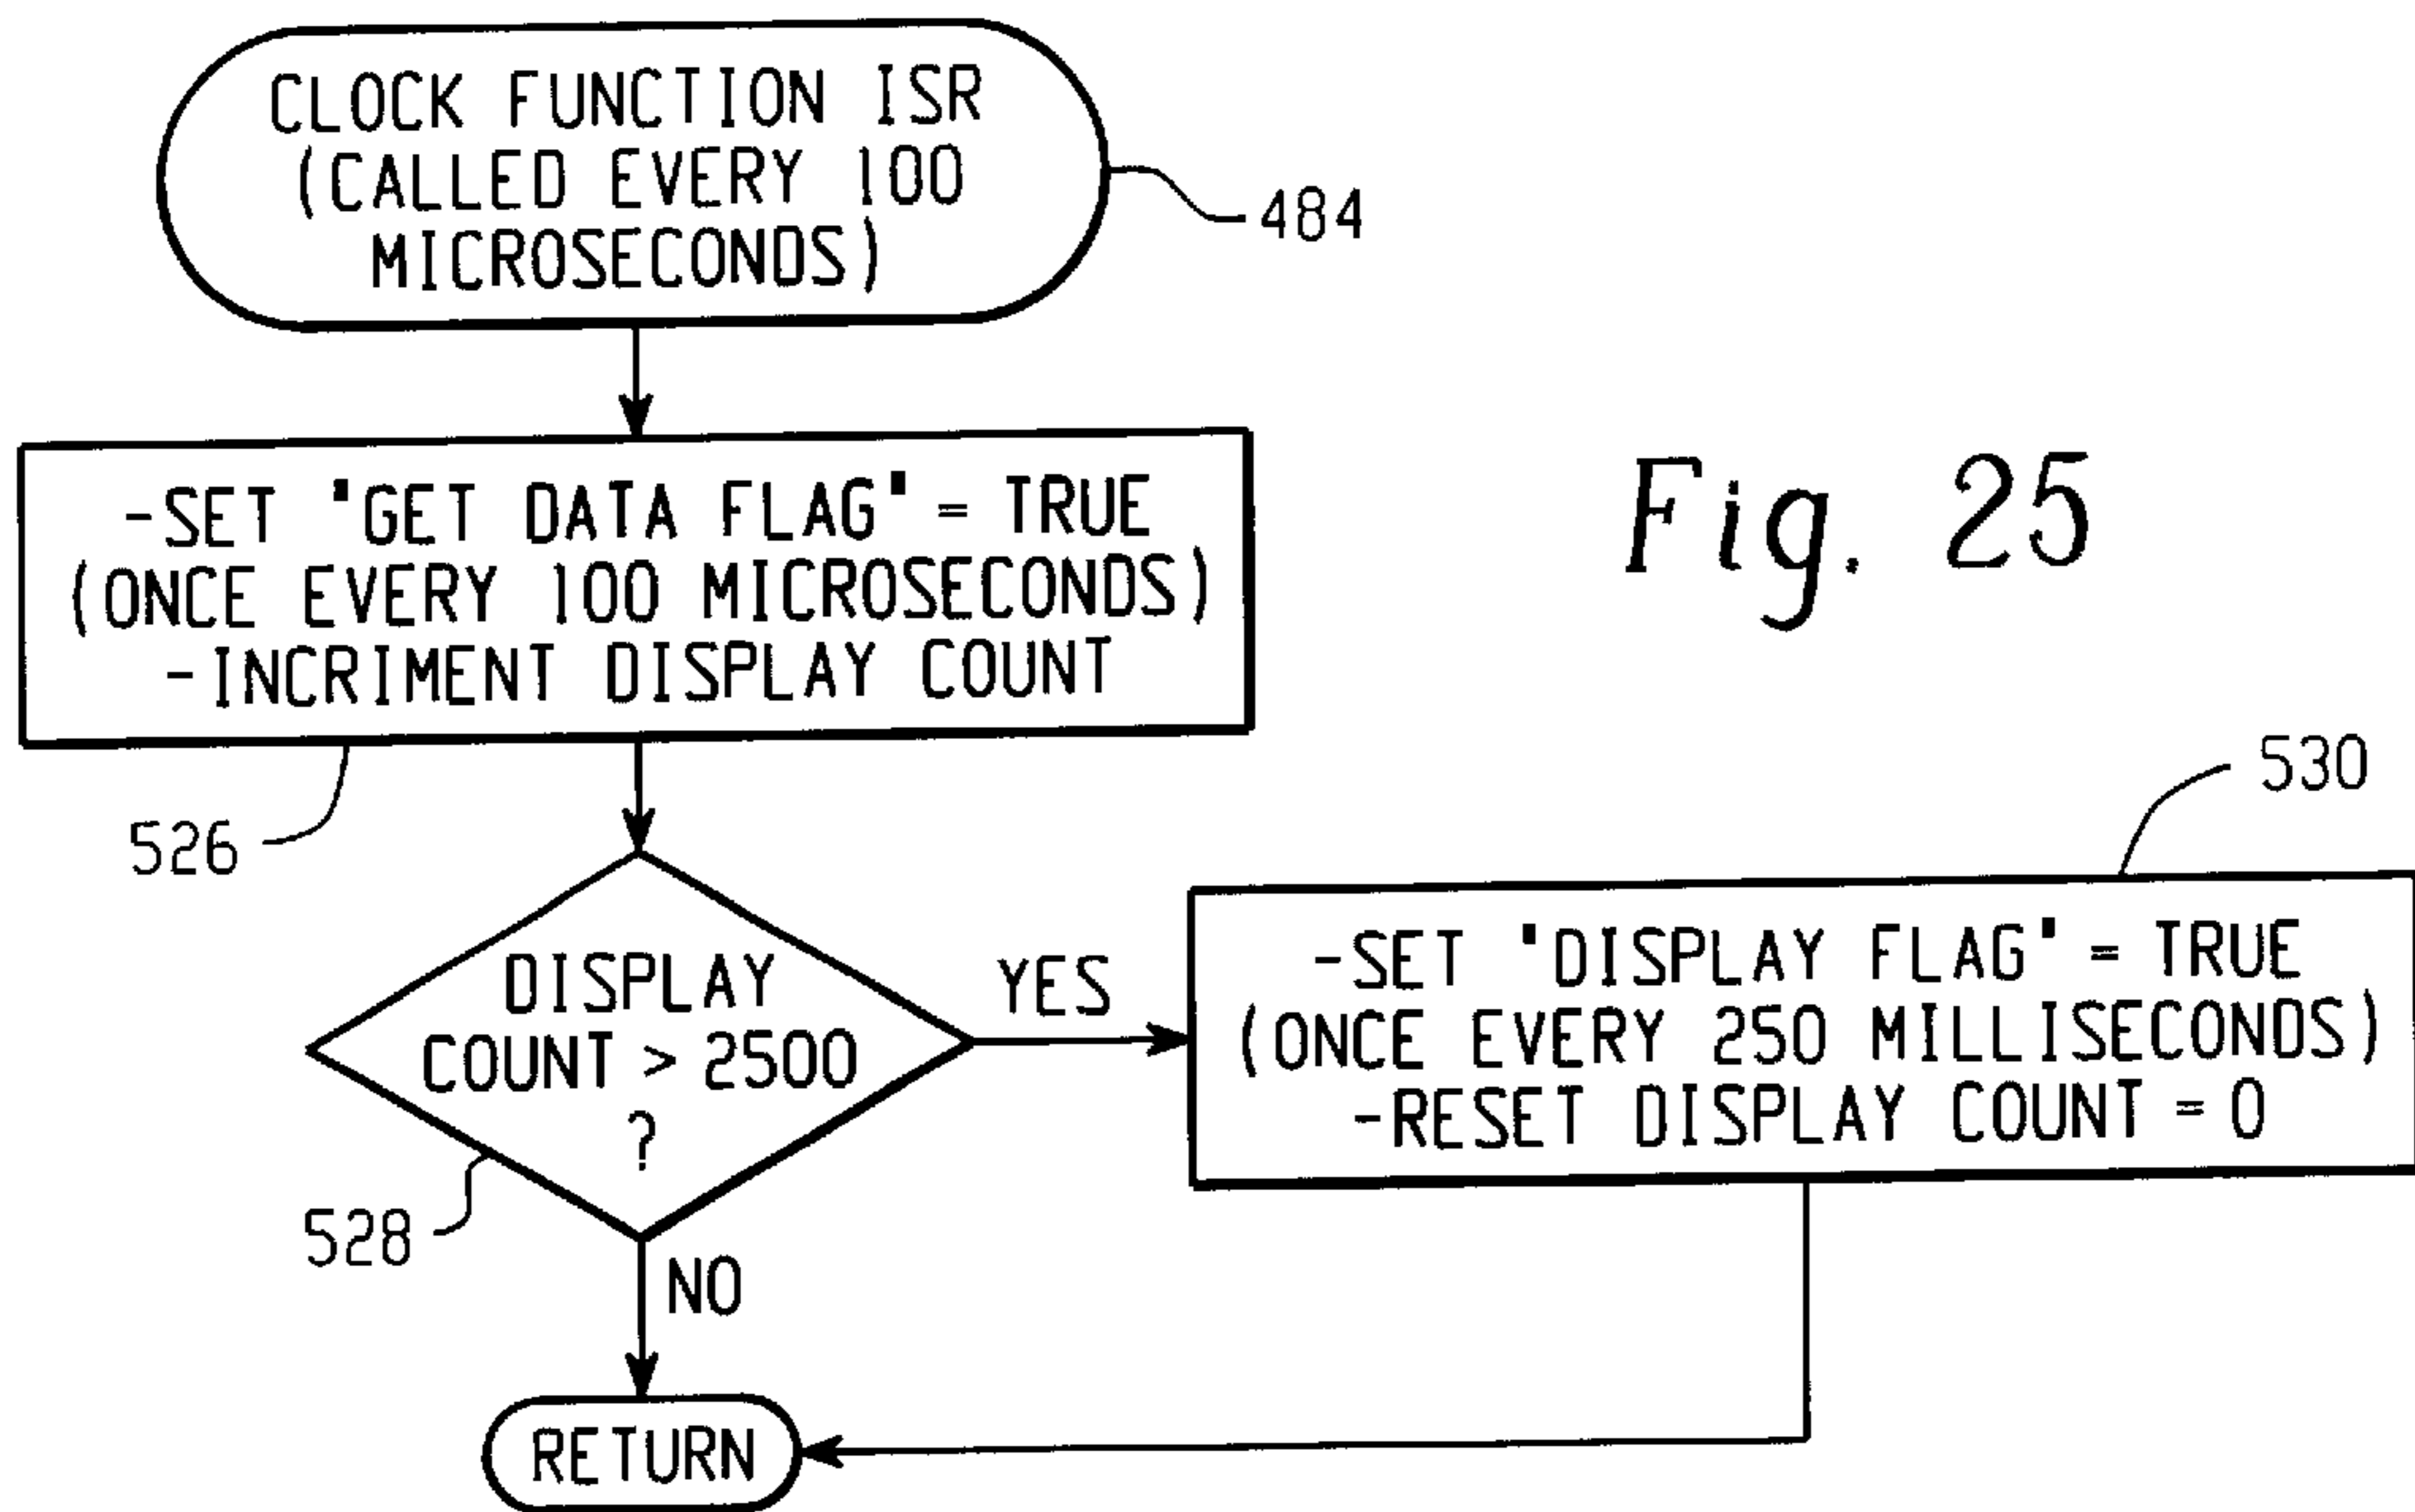 CLOCK FUNCTION ISR
(CALLED EVERY 100
MICROSECONDS)
484
-SET 'GET DATA FLAG' = TRUE
(ONCE EVERY 100 MICROSECONDS)
-INCRIMENT DISPLAY COUNT
Fig. 25
526
530
DISPLAY
COUNT > 2500
?
YES
-SET 'DISPLAY FLAG' = TRUE
(ONCE EVERY 250 MILLISECONDS)
-RESET DISPLAY COUNT = 0
528
NO
RETURN